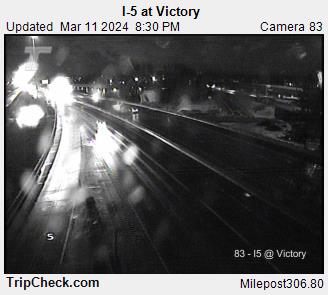 I-5 at Victory
Updated Mar 11 2024 8:30 PM Camera 83
S
83 - I5 @ Victory
TripCheck.com Milepost306.80